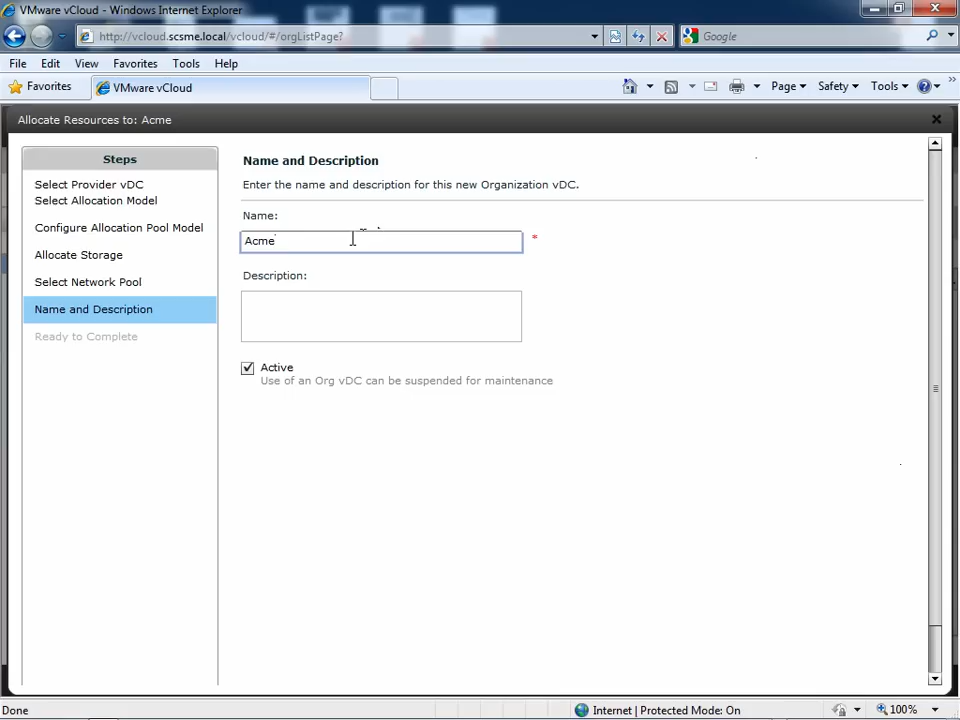 VMware vCloud - Windows Internet Explorer
http://vcloud.scsme.local/vcloud/#/orgListPage?
Google
File Edit View Favorites Tools Help
Favorites VMware vCloud Page Safety Tools
Allocate Resources to: Acme
Steps
Select Provider vDC
Select Allocation Model
Configure Allocation Pool Model
Allocate Storage
Select Network Pool
Name and Description
Ready to Complete
Name and Description
Enter the name and description for this new Organization vDC.
Name:
Acme
*
Description:
Active
Use of an Org vDC can be suspended for maintenance
Done Internet | Protected Mode: On 100%